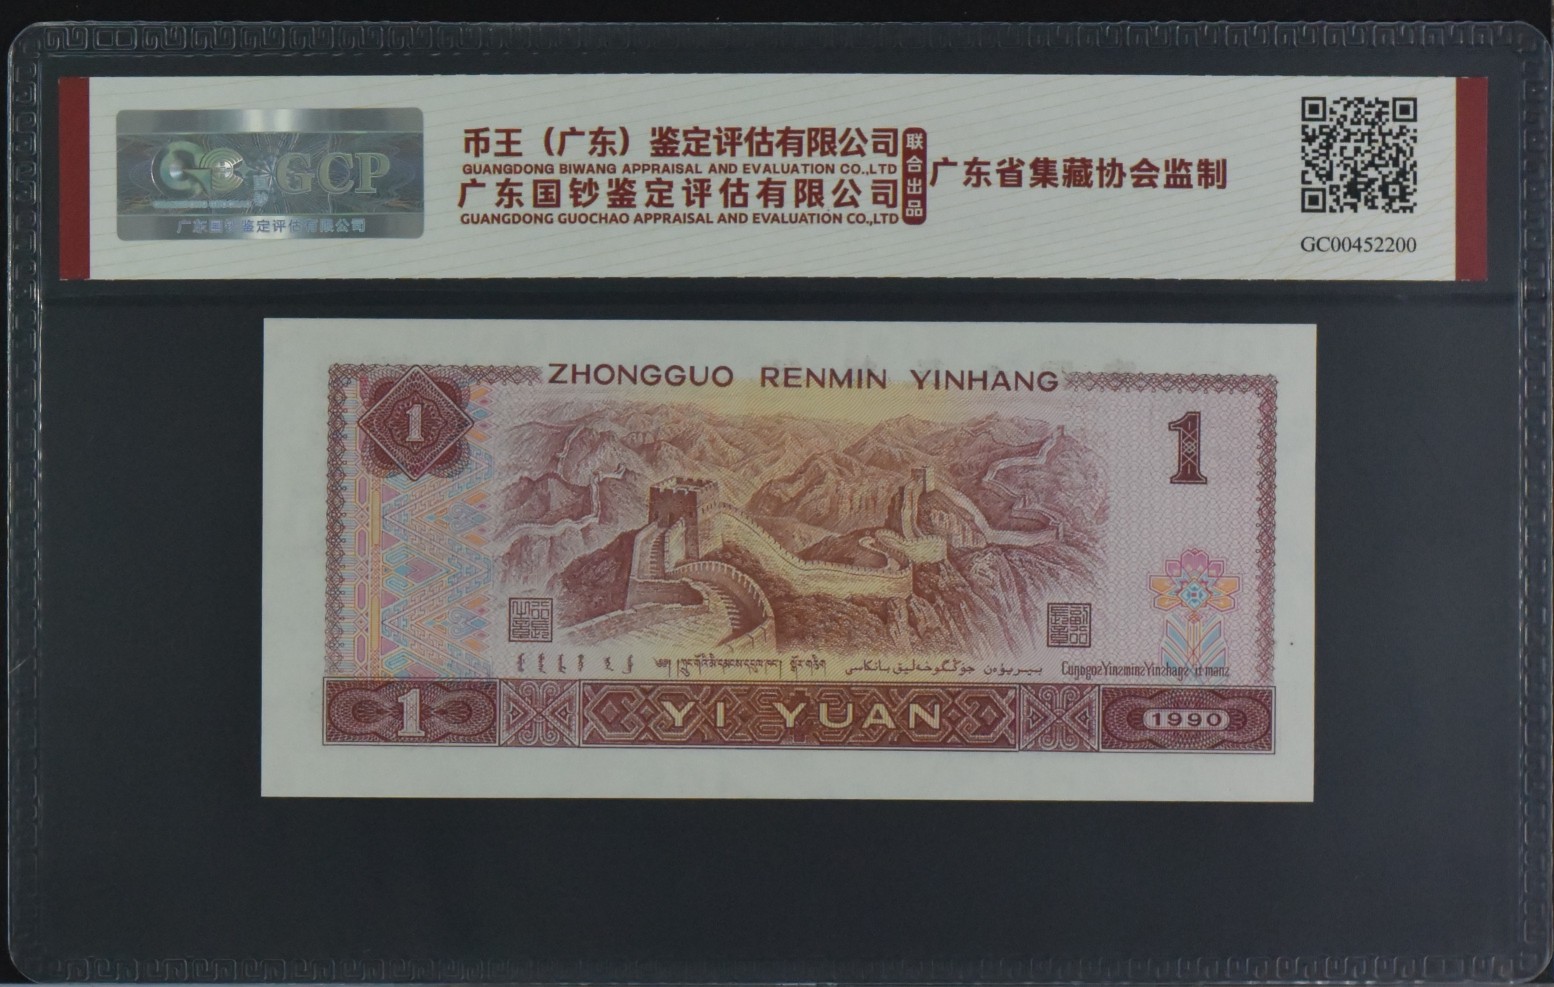 GCP
广东国钞鉴定评估有限公司
币王（广东）鉴定评估有限公司
GUANGDONG BIWANG APPRAISAL AND EVALUATION CO.,LTD
广东国钞鉴定评估有限公司
GUANGDONG GUOCHAO APPRAISAL AND EVALUATION CO.,LTD
联合出品
广东省集藏协会监制
GC00452200
ZHONGGUO RENMIN YINHANG
1
1
1
YI YUAN
1990